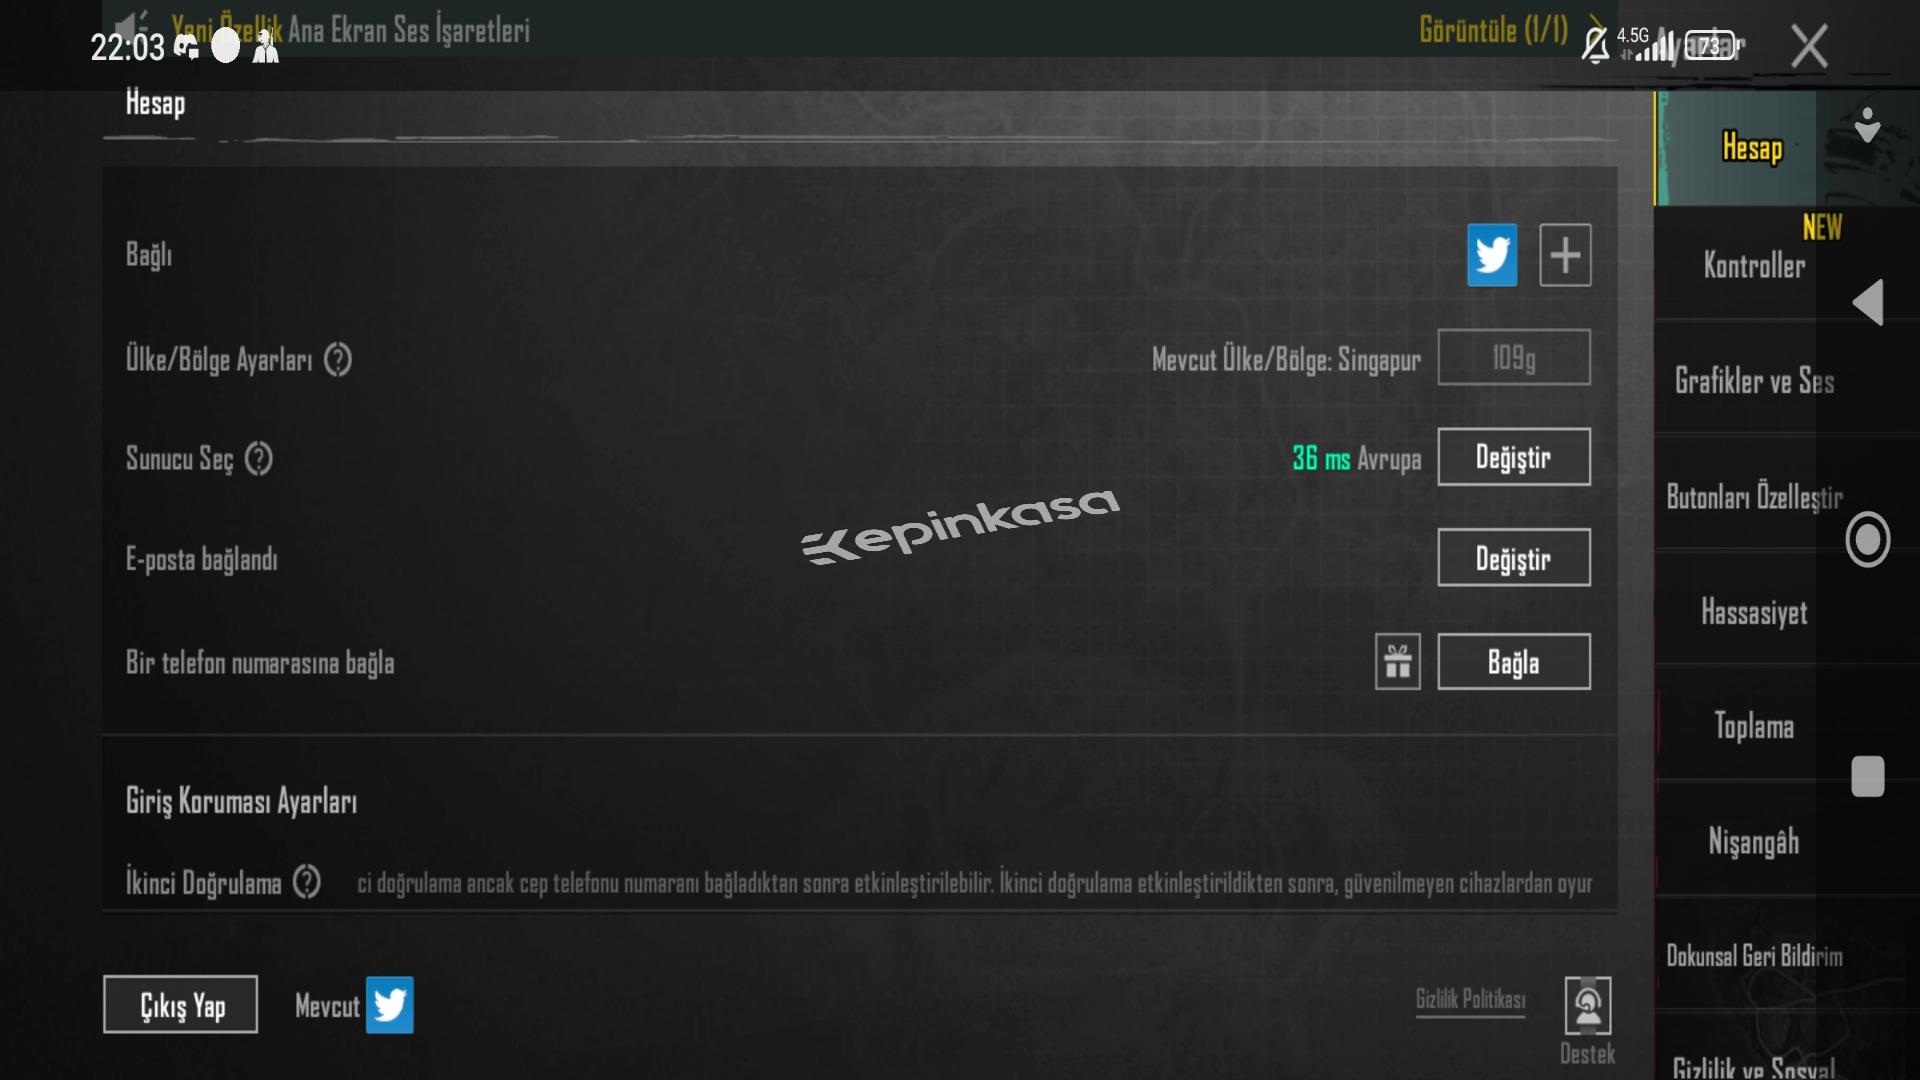 Yeni Özellik Ana Ekran Ses İşaretleri
Görüntüle (1/1)
22:03
4.5G
73
Ayarlar
Hesap
Hesap
Bağlı
NEW
Kontroller
Ülke/Bölge Ayarları ?
Mevcut Ülke/Bölge: Singapur
109g
Grafikler ve Ses
Sunucu Seç ?
36 ms Avrupa
Değiştir
Butonları Özelleştir
epinkasa
E-posta bağlandı
Değiştir
Hassasiyet
Bir telefon numarasına bağla
Bağla
Toplama
Giriş Koruması Ayarları
Nişangâh
İkinci Doğrulama ?
ci doğrulama ancak cep telefonu numaranı bağladıktan sonra etkinleştirilebilir. İkinci doğrulama etkinleştirildikten sonra, güvenilmeyen cihazlardan oyur
Dokunsal Geri Bildirim
Çıkış Yap
Mevcut
Gizlilik Politikası
Destek
Gizlilik ve Sosyal